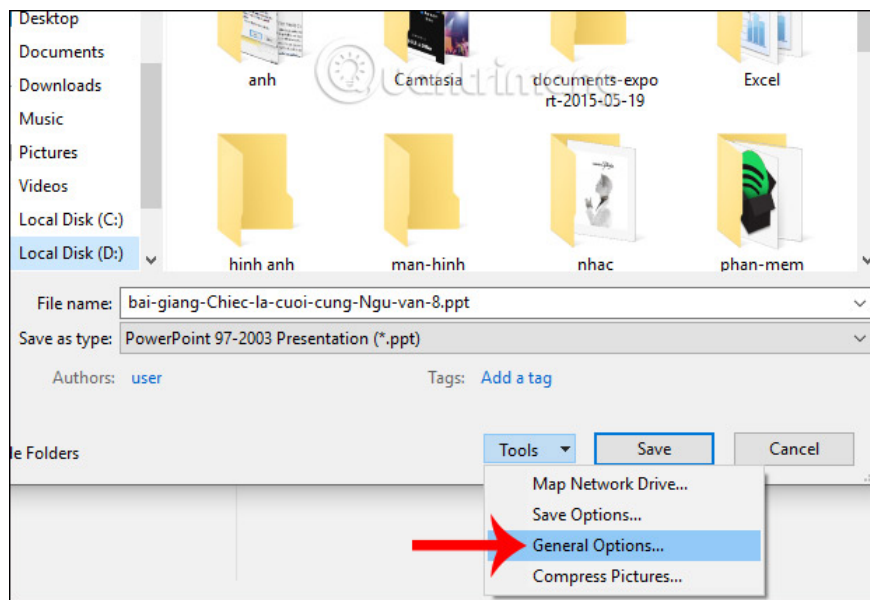 Desktop
Documents
Downloads
Music
Pictures
Videos
Local Disk (C:)
Local Disk (D:)
anh
Camtasia
documents-expo
rt-2015-05-19
Excel
quantrimang
hinh anh
man-hinh
nhac
phan-mem
File name: bai-giang-Chiec-la-cuoi-cung-Ngu-van-8.ppt
Save as type: PowerPoint 97-2003 Presentation (*.ppt)
Authors: user Tags: Add a tag
le Folders
Tools Save Cancel
Map Network Drive...
Save Options...
General Options...
Compress Pictures...